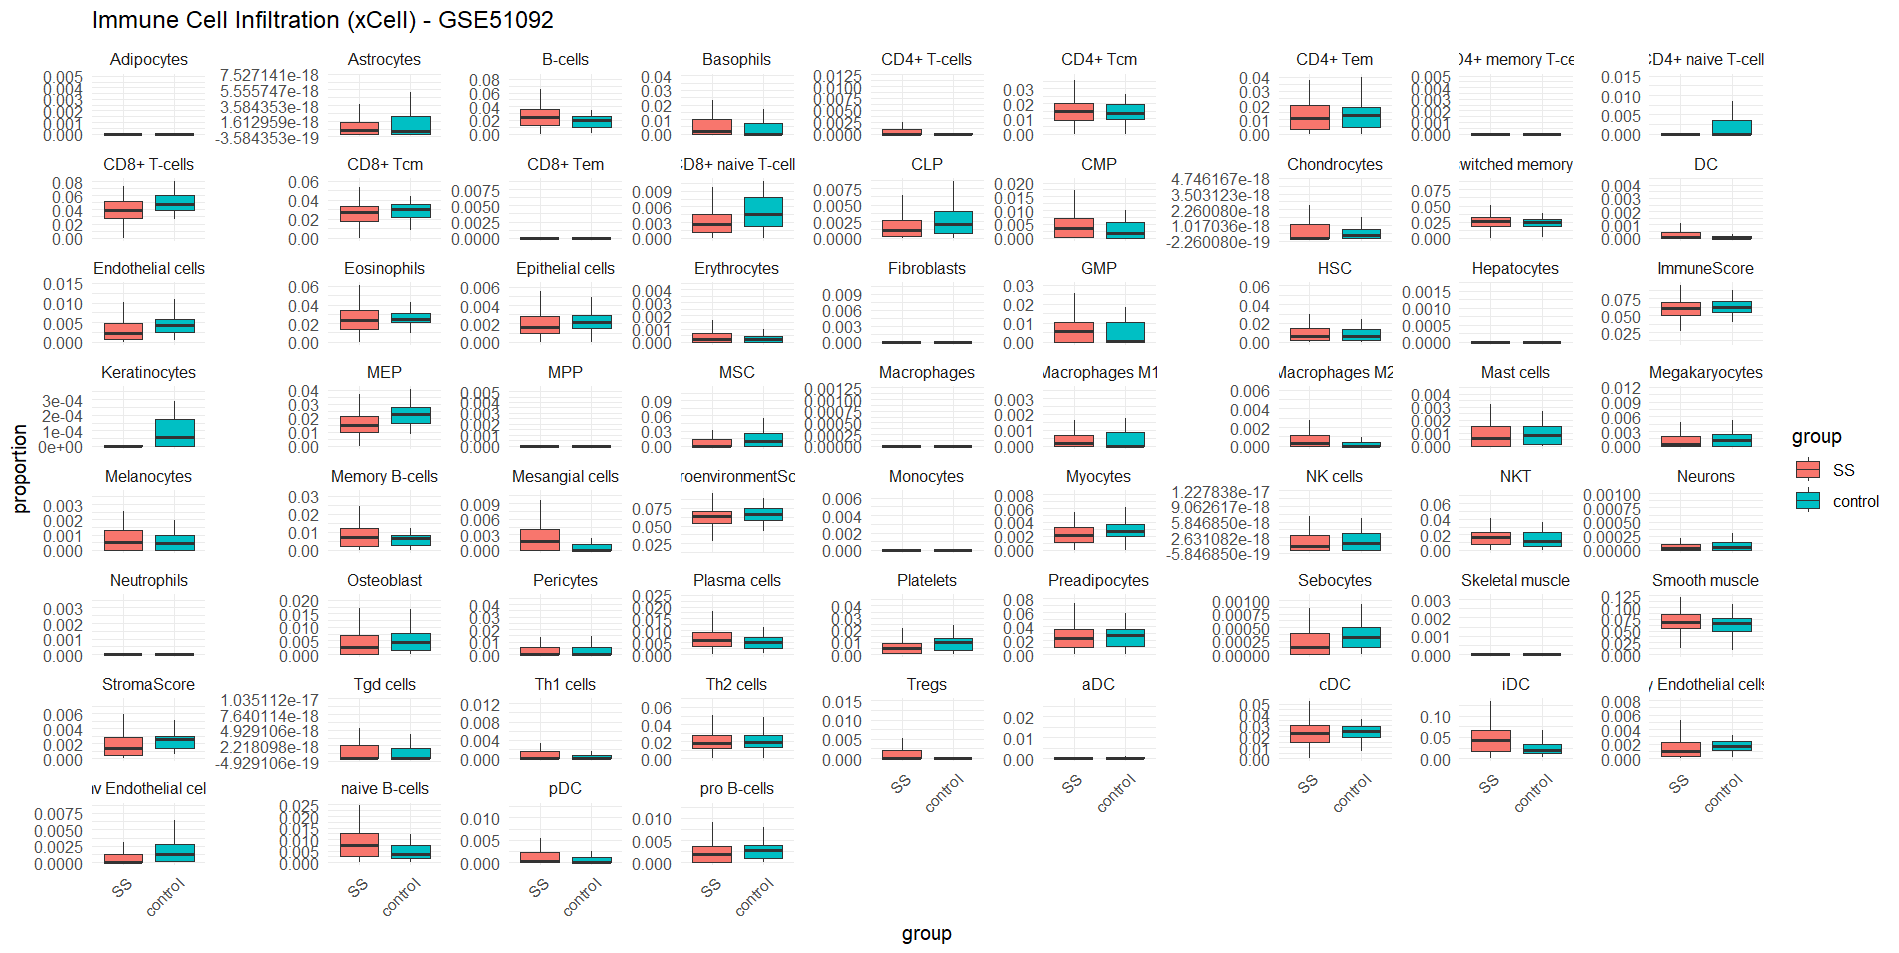 Immune Cell Infiltration (xCell) - GSE51092
Adipocytes Astrocytes B-cells Basophils CD4+ T-cells CD4+ Tcm CD4+ Tem D4+ memory T-ce CD4+ naive T-cell
0.005 0.004 0.003 0.002 0.001 0.000
7.527141e-18 5.555747e-18 3.584353e-18 1.612959e-18 -3.584353e-19
0.08 0.06 0.04 0.02 0.00
0.04 0.03 0.02 0.01 0.00
0.0125 0.0100 0.0075 0.0050 0.0025 0.0000
0.03 0.02 0.01 0.00
0.04 0.03 0.02 0.01 0.00
0.005 0.004 0.003 0.002 0.001 0.000
0.015 0.010 0.005 0.000
CD8+ T-cells CD8+ Tcm CD8+ Tem CD8+ naive T-cell CLP CMP Chondrocytes switched memory DC
0.08 0.06 0.04 0.02 0.00
0.06 0.04 0.02 0.00
0.0075 0.0050 0.0025 0.0000
0.009 0.006 0.003 0.000
0.0075 0.0050 0.0025 0.0000
0.020 0.015 0.010 0.005 0.000
4.746167e-18 3.503123e-18 2.260080e-18 1.017036e-18 -2.260080e-19
0.075 0.050 0.025 0.000
0.004 0.003 0.002 0.001 0.000
Endothelial cells Eosinophils Epithelial cells Erythrocytes Fibroblasts GMP HSC Hepatocytes ImmuneScore
0.015 0.010 0.005 0.000
0.06 0.04 0.02 0.00
0.006 0.004 0.002 0.000
0.004 0.003 0.002 0.001 0.000
0.009 0.006 0.003 0.000
0.03 0.02 0.01 0.00
0.06 0.04 0.02 0.00
0.0015 0.0010 0.0005 0.0000
0.075 0.050 0.025
Keratinocytes MEP MPP MSC Macrophages Macrophages M1 Macrophages M2 Mast cells Megakaryocytes
3e-04 2e-04 1e-04 0e+00
0.04 0.03 0.02 0.01 0.00
0.005 0.004 0.003 0.002 0.001 0.000
0.09 0.06 0.03 0.00
0.00125 0.00100 0.00075 0.00050 0.00025 0.00000
0.003 0.002 0.001 0.000
0.006 0.004 0.002 0.000
0.004 0.003 0.002 0.001 0.000
0.012 0.009 0.006 0.003 0.000
Melanocytes Memory B-cells Mesangial cells roenvironmentSc Monocytes Myocytes NK cells NKT Neurons
0.003 0.002 0.001 0.000
0.03 0.02 0.01 0.00
0.009 0.006 0.003 0.000
0.075 0.050 0.025
0.006 0.004 0.002 0.000
0.008 0.006 0.004 0.002 0.000
1.227838e-17 9.062617e-18 5.846850e-18 2.631082e-18 -5.846850e-19
0.06 0.04 0.02 0.00
0.00100 0.00075 0.00050 0.00025 0.00000
Neutrophils Osteoblast Pericytes Plasma cells Platelets Preadipocytes Sebocytes Skeletal muscle Smooth muscle
0.003 0.002 0.001 0.000
0.020 0.015 0.010 0.005 0.000
0.04 0.03 0.02 0.01 0.00
0.025 0.020 0.015 0.010 0.005 0.000
0.04 0.03 0.02 0.01 0.00
0.08 0.06 0.04 0.02 0.00
0.00100 0.00075 0.00050 0.00025 0.00000
0.003 0.002 0.001 0.000
0.125 0.100 0.075 0.050 0.025 0.000
StromaScore Tgd cells Th1 cells Th2 cells Tregs aDC cDC iDC y Endothelial cells
0.006 0.004 0.002 0.000
1.035112e-17 7.640114e-18 4.929106e-18 2.218098e-18 -4.929106e-19
0.012 0.009 0.006 0.003 0.000
0.06 0.04 0.02 0.00
0.015 0.010 0.005 0.000
0.02 0.01 0.00
0.05 0.04 0.03 0.02 0.01 0.00
0.10 0.05 0.00
0.008 0.006 0.004 0.002 0.000
SS control SS control SS control SS control SS control
Endothelial cel naive B-cells pDC pro B-cells
0.0075 0.0050 0.0025 0.0000
0.025 0.020 0.015 0.010 0.005 0.000
0.010 0.005 0.000
0.010 0.005 0.000
SS control SS control SS control SS control
group
proportion
group
SS
control